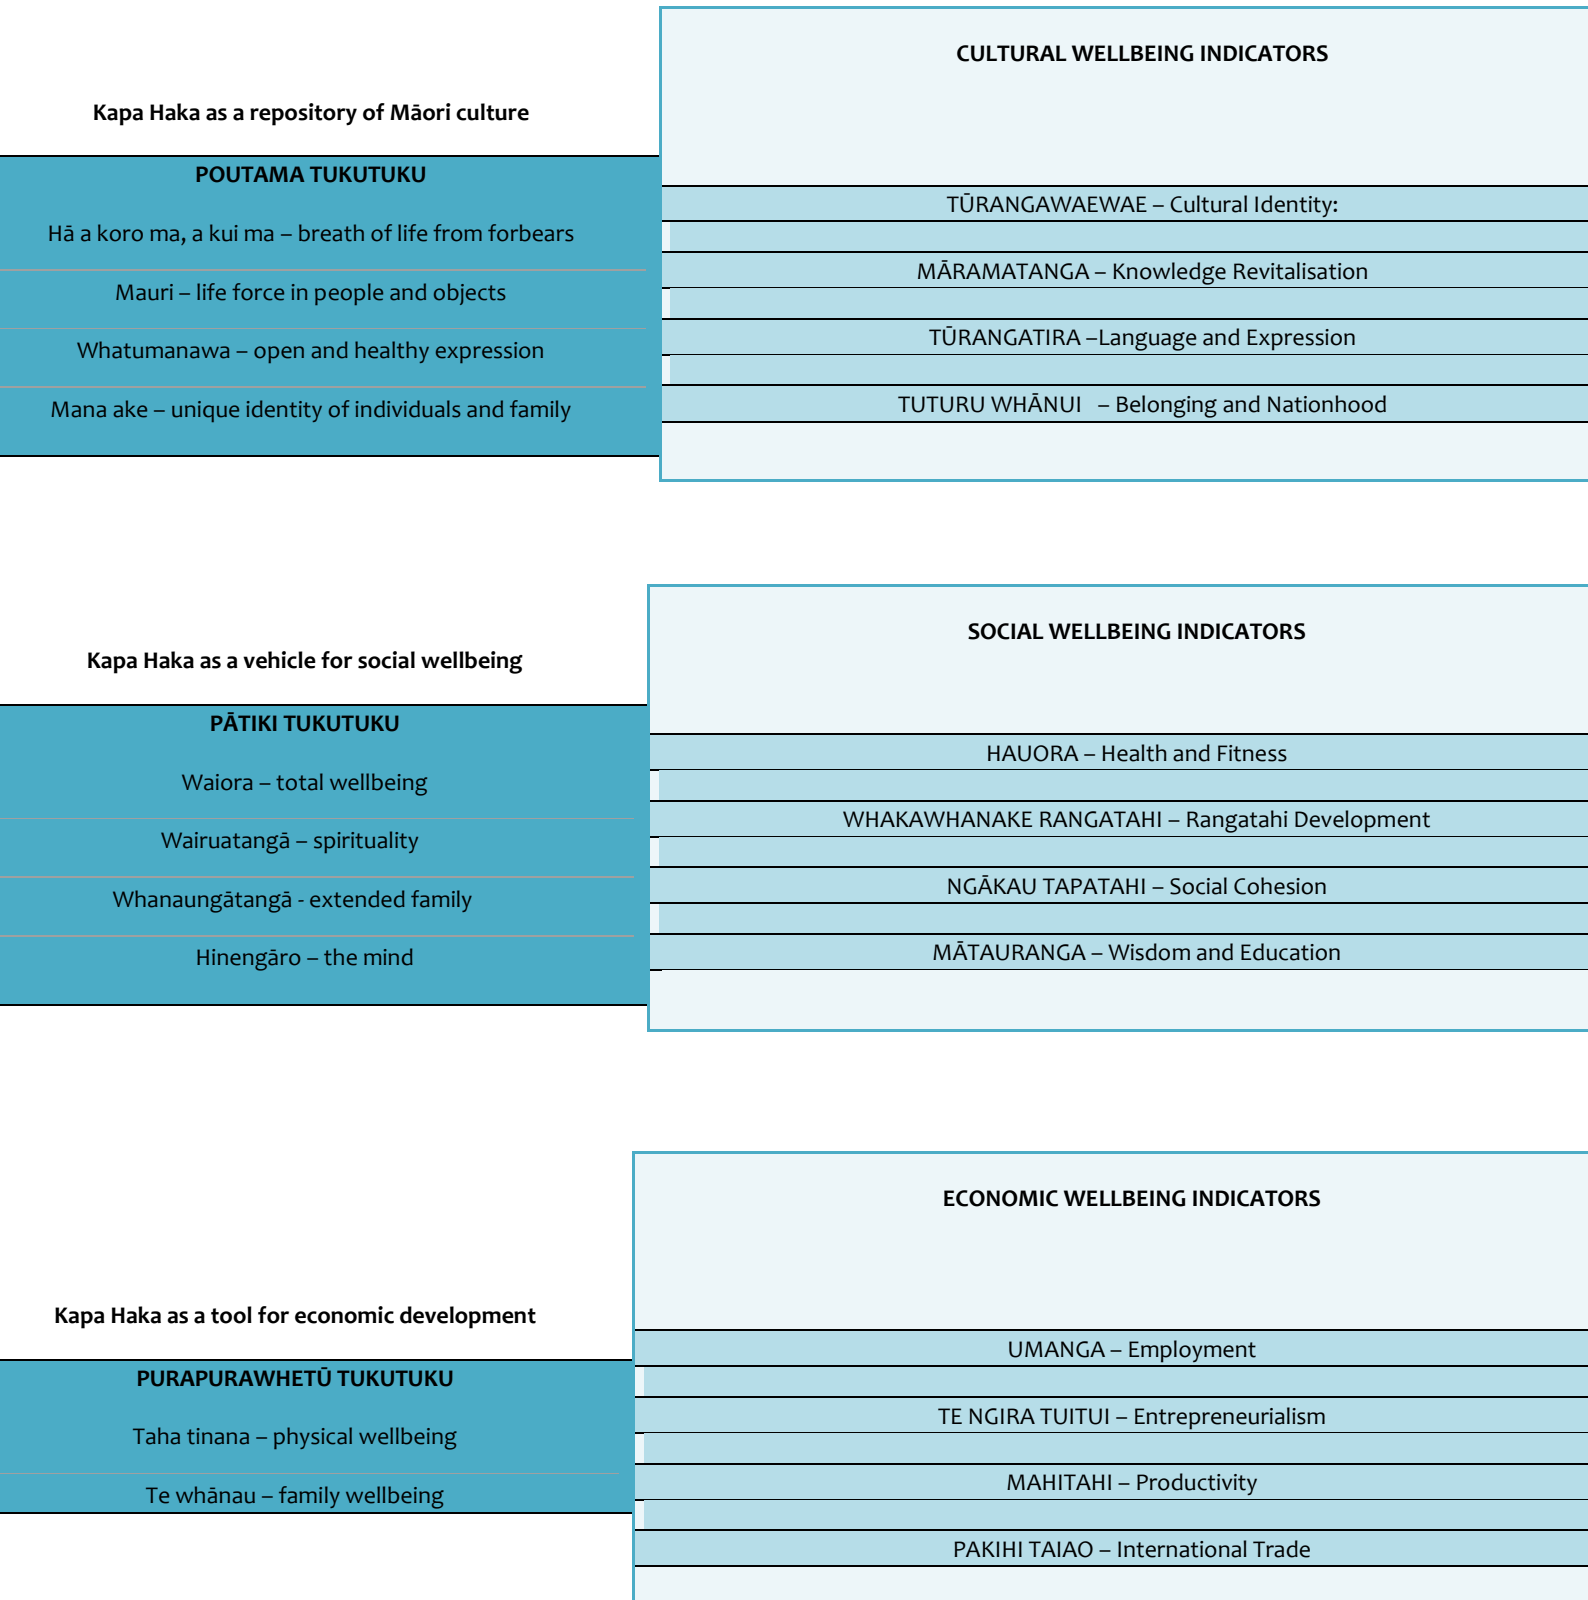 Kapa Haka as a repository of Māori culture
POUTAMA TUKUTUKU
Hā a koro ma, a kui ma – breath of life from forbears
Mauri – life force in people and objects
Whatumanawa – open and healthy expression
Mana ake – unique identity of individuals and family
CULTURAL WELLBEING INDICATORS
TŪRANGAWAEWAE – Cultural Identity:
MĀRAMATANGA – Knowledge Revitalisation
TŪRANGATIRA –Language and Expression
TUTURU WHĀNUI – Belonging and Nationhood
Kapa Haka as a vehicle for social wellbeing
PĀTIKI TUKUTUKU
Waiora – total wellbeing
Wairuatangā – spirituality
Whanaungātangā - extended family
Hinengāro – the mind
SOCIAL WELLBEING INDICATORS
HAUORA – Health and Fitness
WHAKAWHANAKE RANGATAHI – Rangatahi Development
NGĀKAU TAPATAHI – Social Cohesion
MĀTAURANGA – Wisdom and Education
Kapa Haka as a tool for economic development
PURAPURAWHETŪ TUKUTUKU
Taha tinana – physical wellbeing
Te whānau – family wellbeing
ECONOMIC WELLBEING INDICATORS
UMANGA – Employment
TE NGIRA TUITUI – Entrepreneurialism
MAHITAHI – Productivity
PAKIHI TAIAO – International Trade